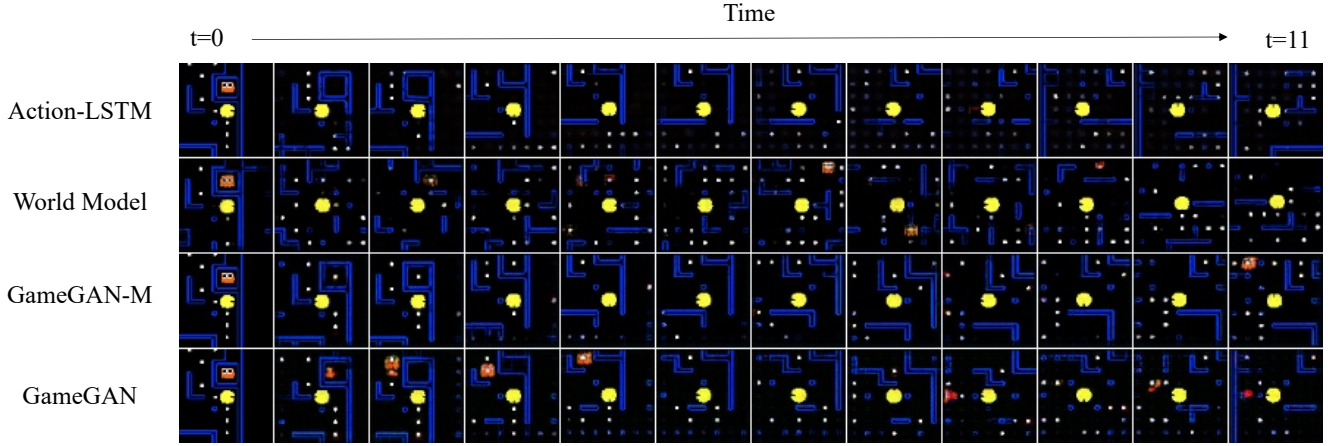 Time
t=0
t=11
Action-LSTM
World Model
GameGAN-M
GameGAN